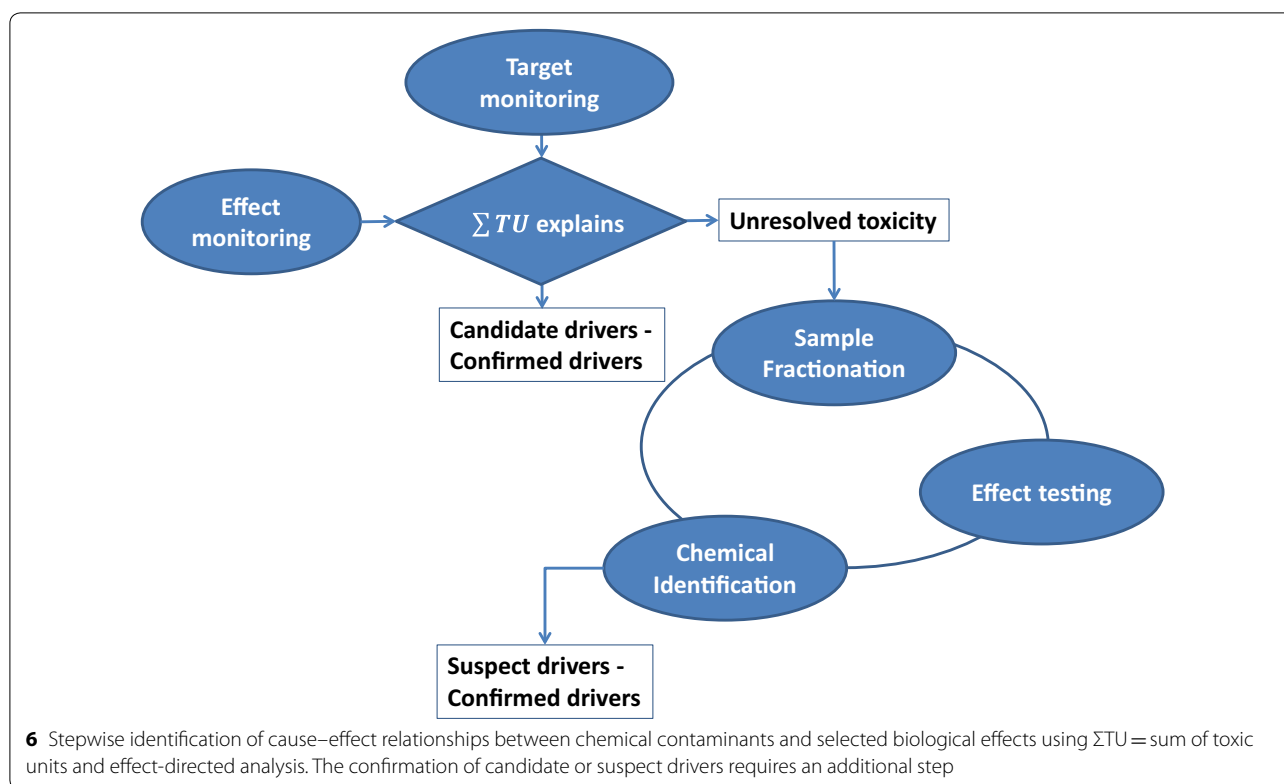 Target
monitoring
Effect
monitoring
∑ TU explains
Unresolved toxicity
Candidate drivers -
Confirmed drivers
Sample
Fractionation
Effect testing
Chemical
Identification
Suspect drivers -
Confirmed drivers
6 Stepwise identification of cause–effect relationships between chemical contaminants and selected biological effects using ΣTU = sum of toxic
units and effect-directed analysis. The confirmation of candidate or suspect drivers requires an additional step